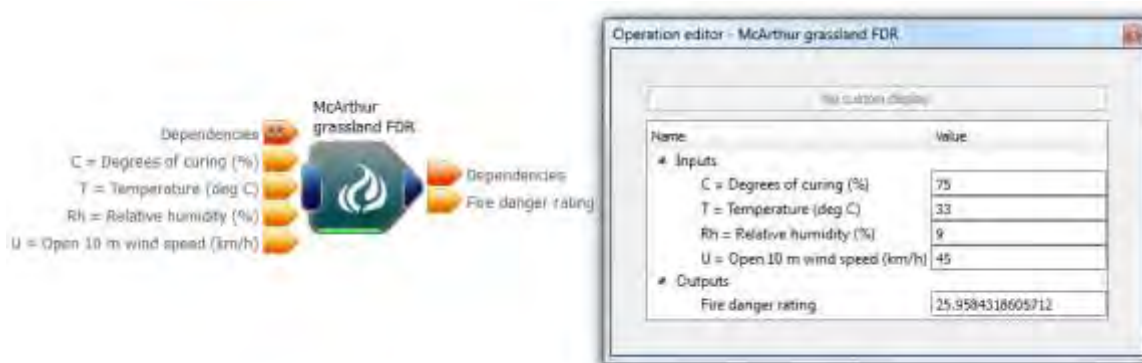 McArthur
grassland FDR
Dependencies
C = Degrees of curing (%)
T = Temperature (deg C)
Rh = Relative humidity (%)
U = Open 10 m wind speed (km/h)
Dependencies
Fire danger rating
Operation editor - McArthur grassland FDR
No custom display
Name Value
Inputs
C = Degrees of curing (%) 75
T = Temperature (deg C) 33
Rh = Relative humidity (%) 9
U = Open 10 m wind speed (km/h) 45
Outputs
Fire danger rating 25.9584318605712